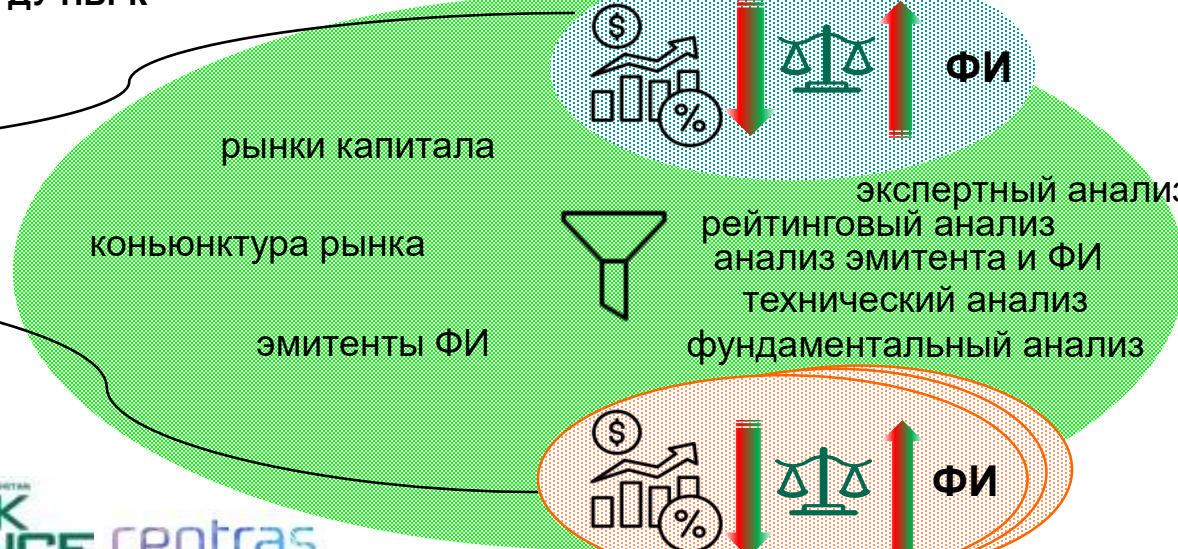 ФИ
рынки капитала
экспертный анализ
рейтинговый анализ
коньюнктура рынка
анализ эмитента и ФИ
технический анализ
эмитенты ФИ
фундаментальный анализ
ФИ
centras